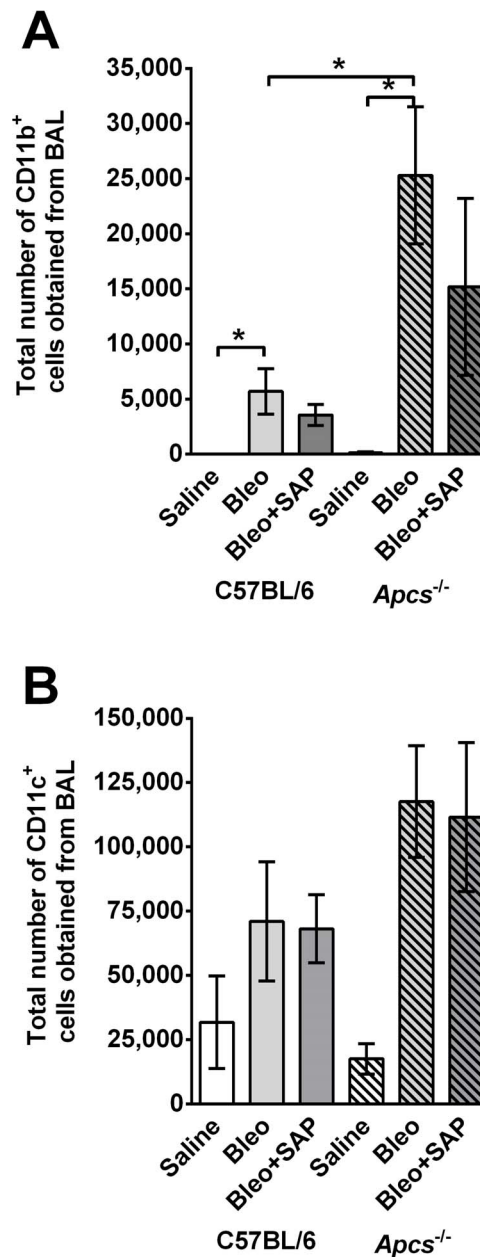 A
Total number of CD11b⁺
cells obtained from BAL
35,000
30,000
25,000
20,000
15,000
10,000
5,000
0
*
*
*
Saline
Bleo
Bleo+SAP
Saline
Bleo
Bleo+SAP
C57BL/6
Apcs⁻/⁻
B
Total number of CD11c⁺
cells obtained from BAL
150,000
125,000
100,000
75,000
50,000
25,000
0
Saline
Bleo
Bleo+SAP
Saline
Bleo
Bleo+SAP
C57BL/6
Apcs⁻/⁻